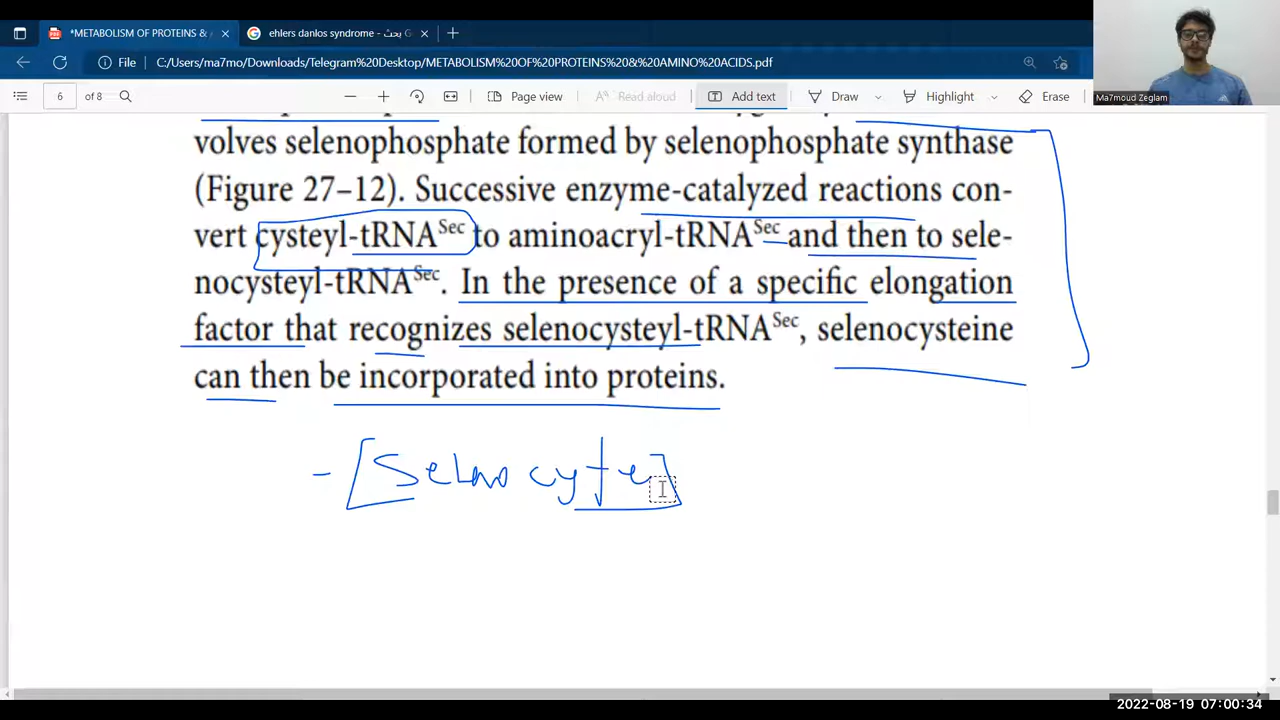 *METABOLISM OF PROTEINS & A
ehlers danlos syndrome - بحث G
File
C:/Users/ma7mo/Downloads/Telegram%20Desktop/METABOLISM%20OF%20PROTEINS%20&%20AMINO%20ACIDS.pdf
6 of 8
Page view
Read aloud
Add text
Draw
Highlight
Erase
Ma7moud Zeglam
volves selenophosphate formed by selenophosphate synthase
(Figure 27–12). Successive enzyme-catalyzed reactions con-
vert cysteyl-tRNASec to aminoacryl-tRNASec and then to sele-
nocysteyl-tRNASec. In the presence of a specific elongation
factor that recognizes selenocysteyl-tRNASec, selenocysteine
can then be incorporated into proteins.
- [Selno cyte]
2022-08-19 07:00:34